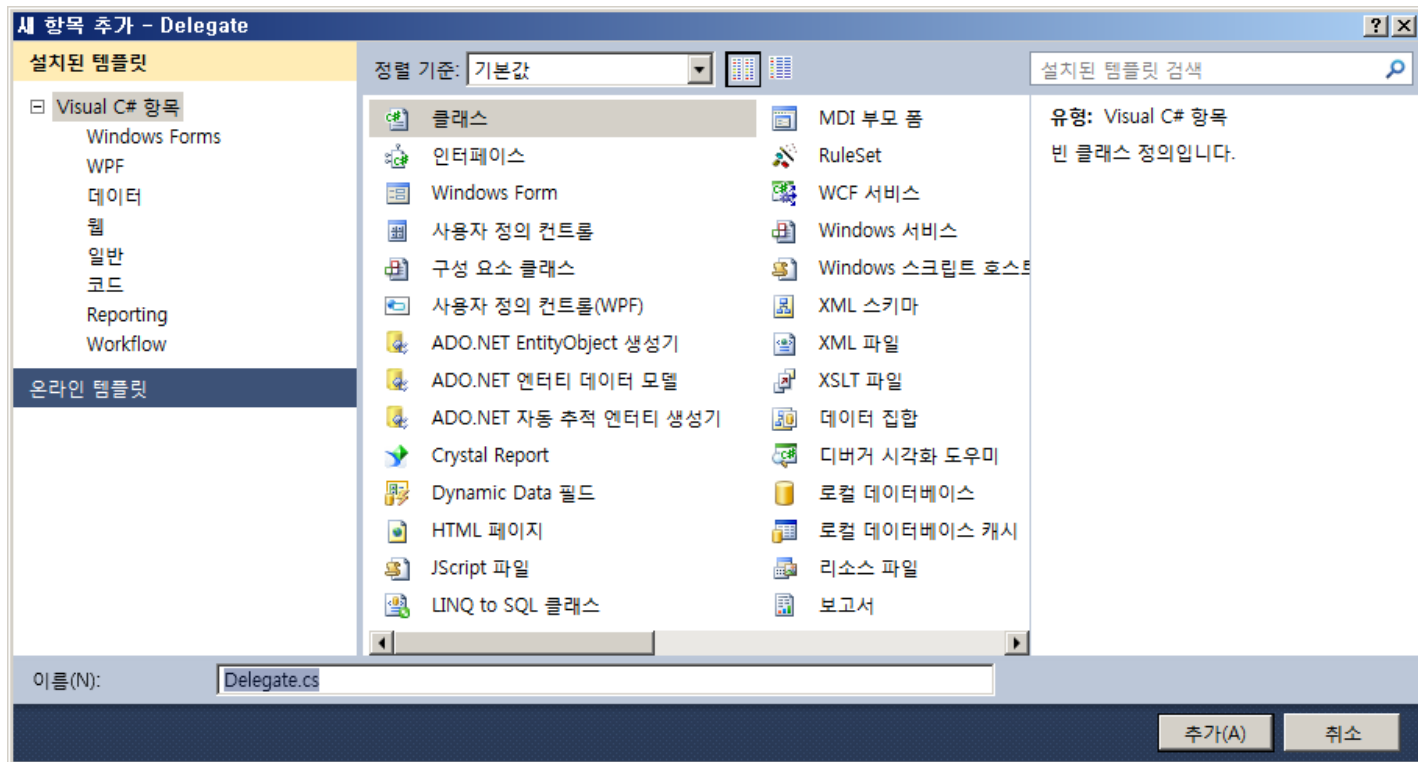 새 항목 추가 - Delegate
설치된 템플릿
정렬 기준: 기본값
설치된 템플릿 검색
Visual C# 항목
Windows Forms
WPF
데이터
웹
일반
코드
Reporting
Workflow
온라인 템플릿
클래스
인터페이스
Windows Form
사용자 정의 컨트롤
구성 요소 클래스
사용자 정의 컨트롤(WPF)
ADO.NET EntityObject 생성기
ADO.NET 엔터티 데이터 모델
ADO.NET 자동 추적 엔터티 생성기
Crystal Report
Dynamic Data 필드
HTML 페이지
JScript 파일
LINQ to SQL 클래스
MDI 부모 폼
RuleSet
WCF 서비스
Windows 서비스
Windows 스크립트 호스트
XML 스키마
XML 파일
XSLT 파일
데이터 집합
디버거 시각화 도우미
로컬 데이터베이스
로컬 데이터베이스 캐시
리소스 파일
보고서
유형: Visual C# 항목
빈 클래스 정의입니다.
이름(N): Delegate.cs
추가(A) 취소